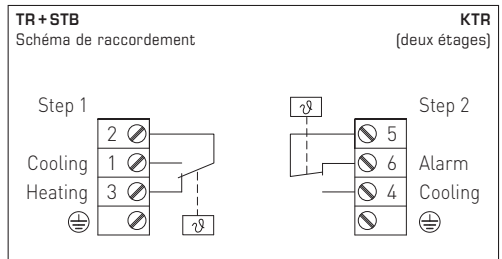 TR+STB KTR
Schéma de raccordement (deux étages)
Step 1 ϑ Step 2
2 5
Cooling 1 6 Alarm
Heating 3 4 Cooling
ϑ